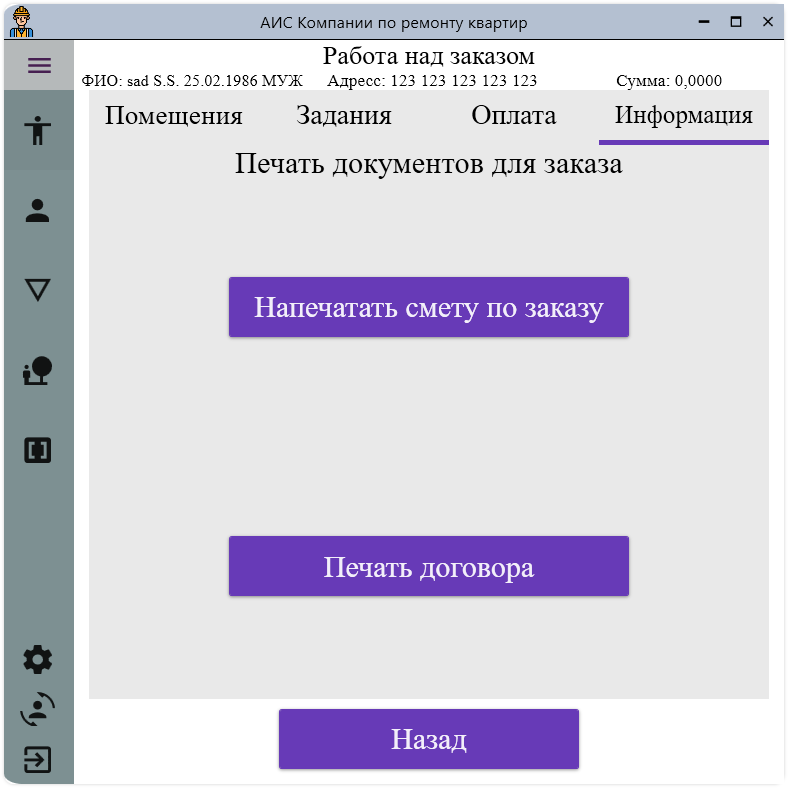 АИС Компании по ремонту квартир
Работа над заказом
ФИО: sad S.S. 25.02.1986 МУЖ Адресс: 123 123 123 123 123 Сумма: 0,0000
Помещения Задания Оплата Информация
Печать документов для заказа
Напечатать смету по заказу
Печать договора
Назад